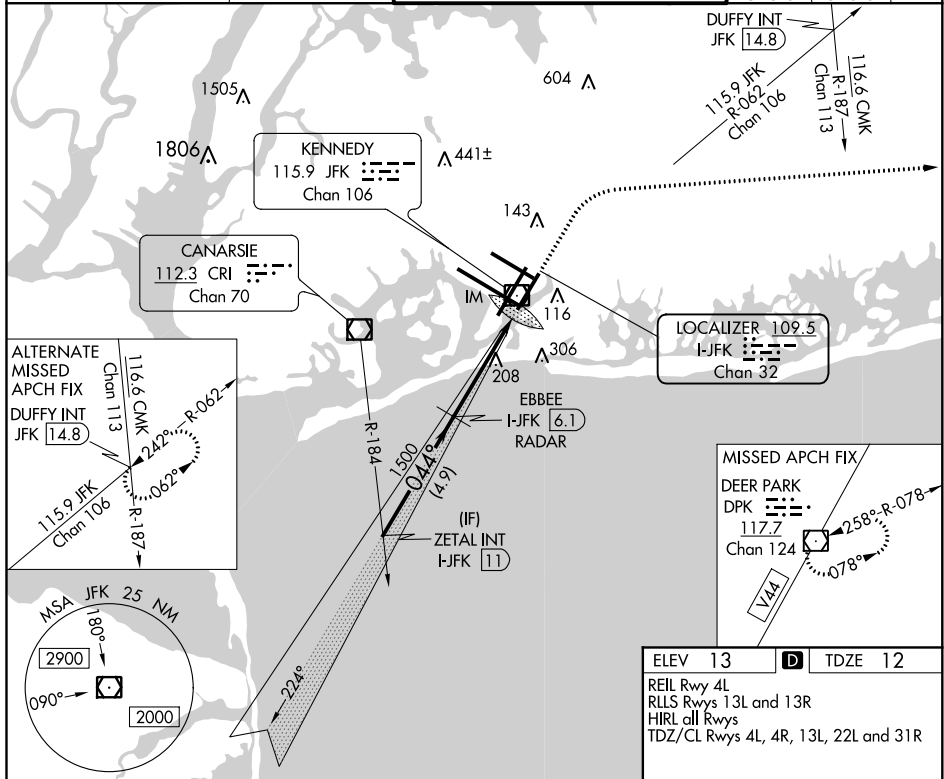 DUFFY INT
JFK 14.8
115.9 JFK
R-062
Chan 106
116.6 CMK
R-187
Chan 113
604
1505
1806
441±
KENNEDY
115.9 JFK
Chan 106
143
CANARSIE
112.3 CRI
Chan 70
IM
116
LOCALIZER 109.5
I-JFK
Chan 32
306
208
EBBEE
I-JFK 6.1
RADAR
R-184
1500
044°
(4.9)
(IF)
ZETAL INT
I-JFK 11
224°
ALTERNATE
MISSED
APCH FIX
DUFFY INT
JFK 14.8
116.6 CMK
Chan 113
R-062
242°
062°
115.9 JFK
Chan 106
R-187
MISSED APCH FIX
DEER PARK
DPK
117.7
Chan 124
258°
R-078
078°
V44
MSA JFK 25 NM
180°
2900
090°
2000
ELEV 13 D TDZE 12
REIL Rwy 4L
RLLS Rwys 13L and 13R
HIRL all Rwys
TDZ/CL Rwys 4L, 4R, 13L, 22L and 31R